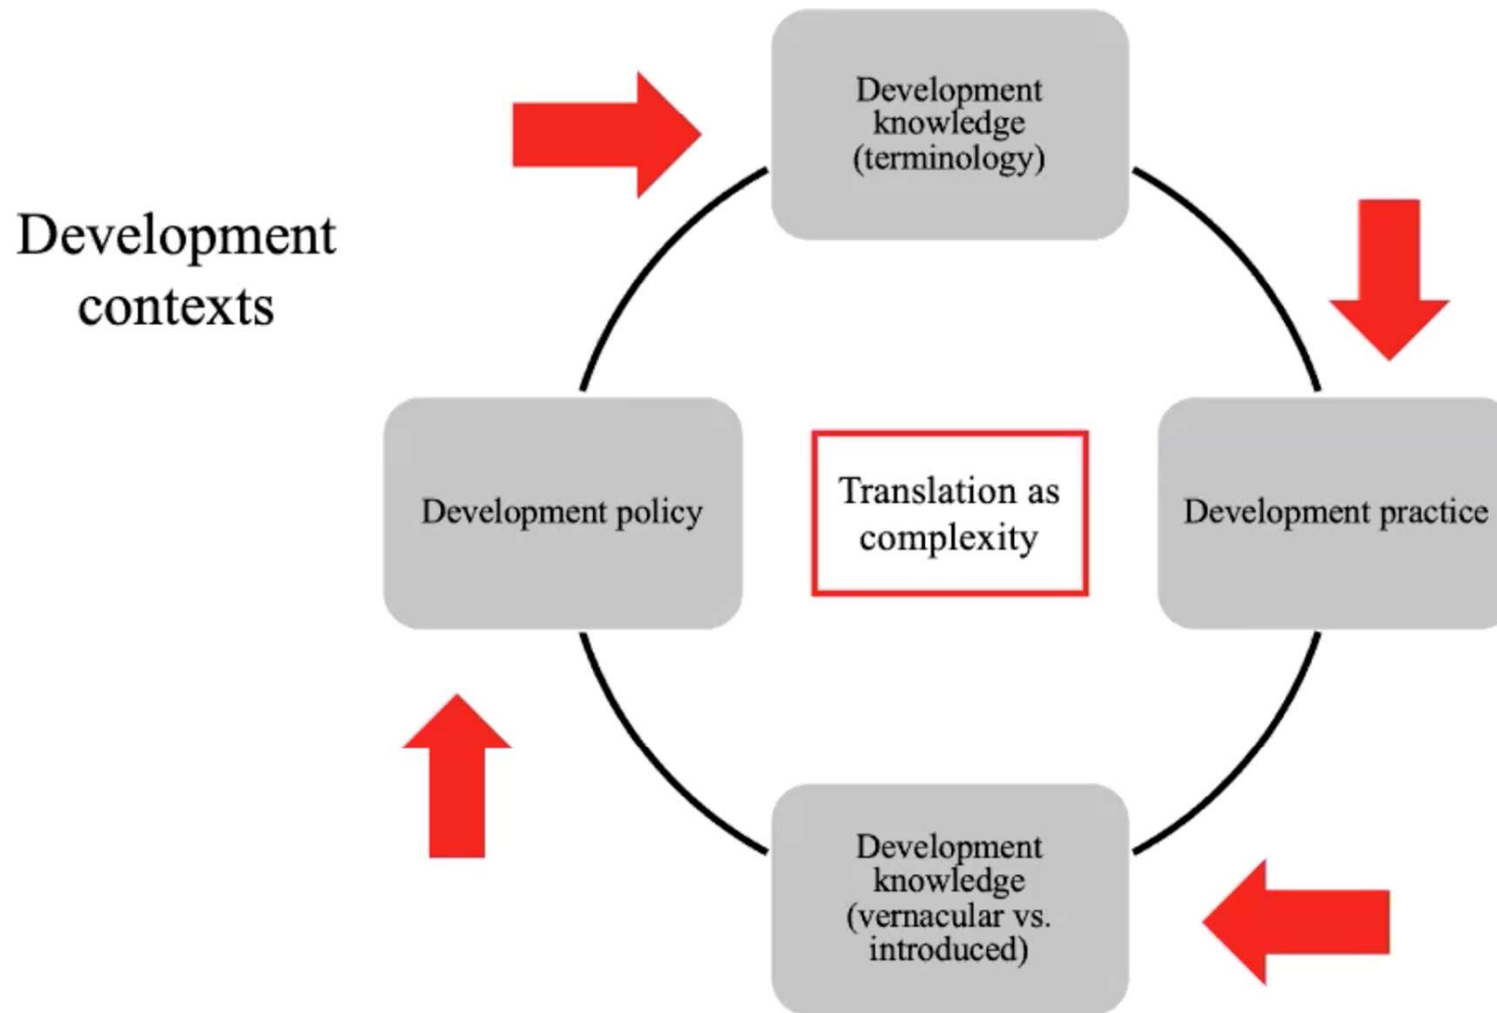 Development
knowledge
(terminology)
Development
contexts
Development policy
Translation as
complexity
Development practice
Development
knowledge
(vernacular vs.
introduced)